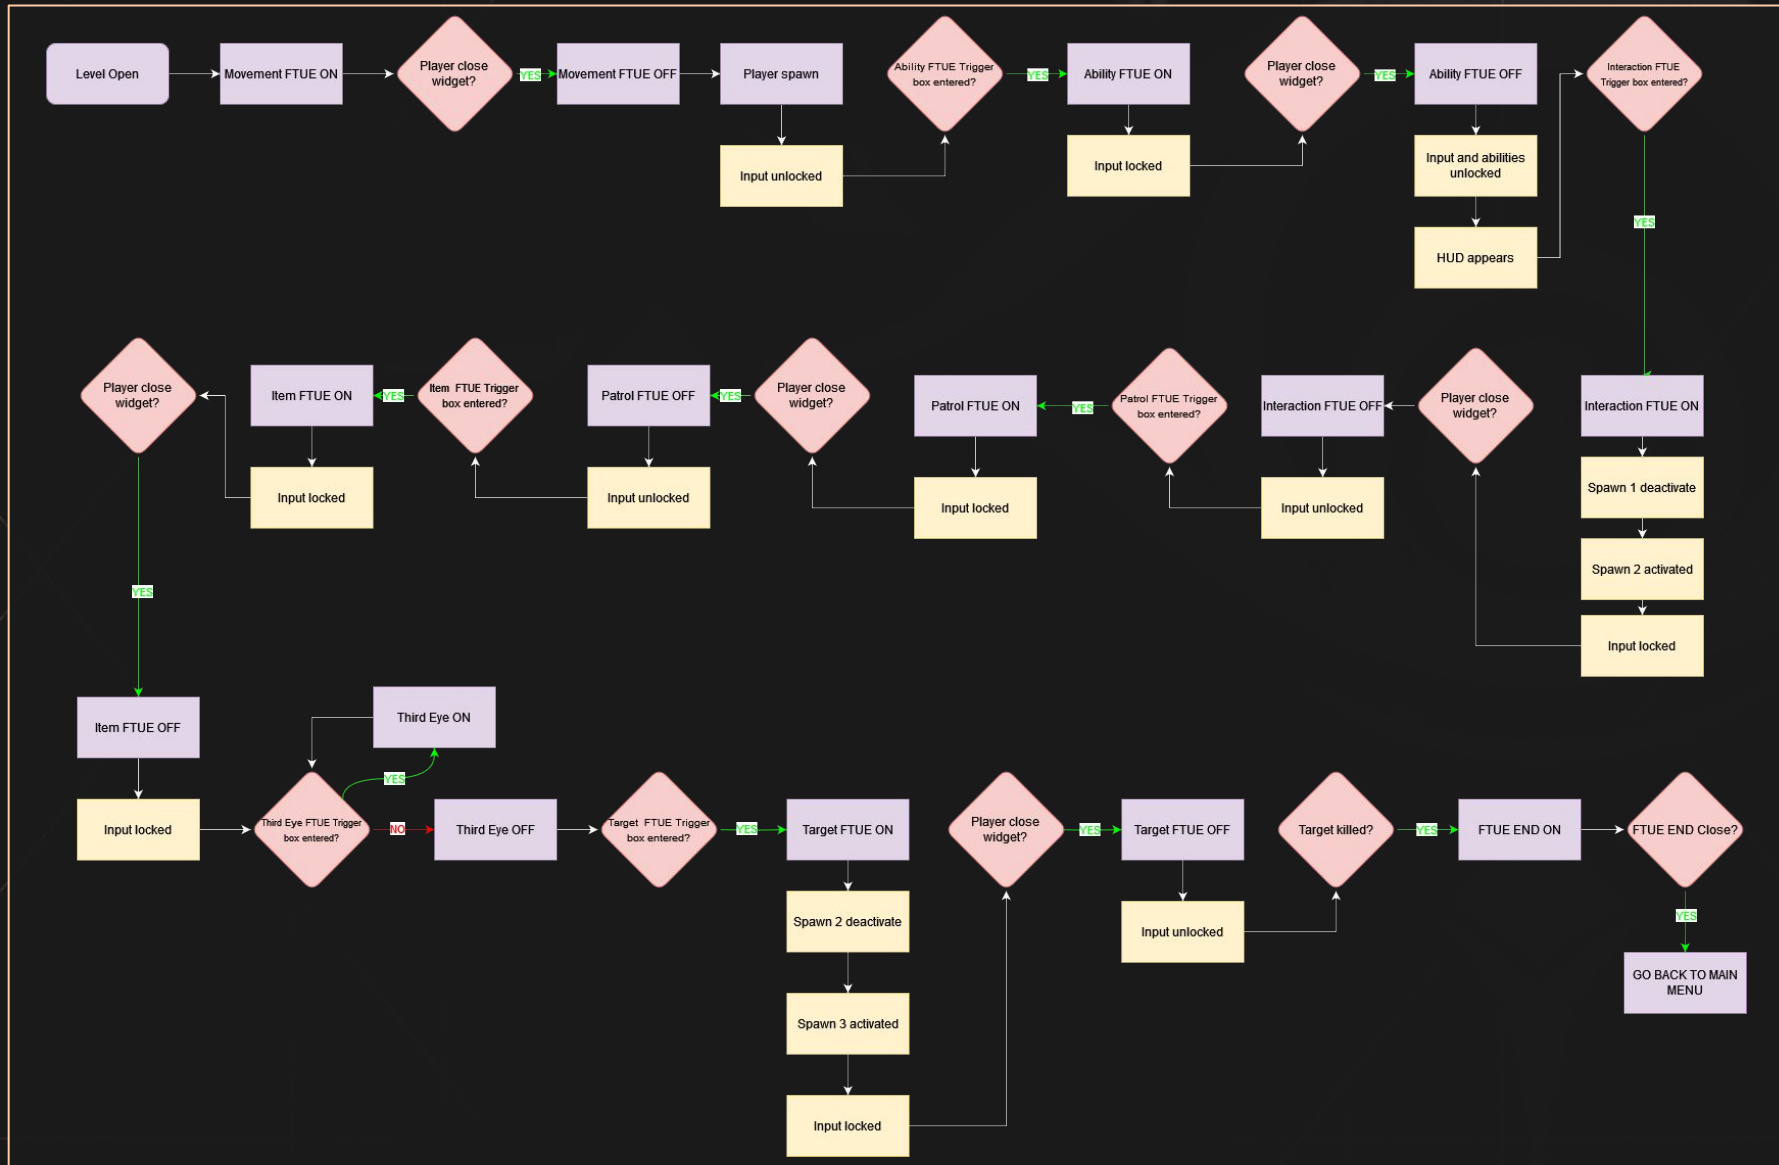 Level Open
Movement FTUE ON
Player close
widget?
YES
Movement FTUE OFF
Player spawn
Input unlocked
Ability FTUE Trigger
box entered?
YES
Ability FTUE ON
Input locked
Player close
widget?
YES
Ability FTUE OFF
Input and abilities
unlocked
HUD appears
Interaction FTUE
Trigger box entered?
YES
Interaction FTUE ON
Spawn 1 deactivate
Spawn 2 activated
Input locked
Player close
widget?
Interaction FTUE OFF
Input unlocked
Patrol FTUE Trigger
box entered?
YES
Patrol FTUE ON
Input locked
Player close
widget?
YES
Patrol FTUE OFF
Input unlocked
Item FTUE Trigger
box entered?
YES
Item FTUE ON
Input locked
Player close
widget?
YES
Item FTUE OFF
Input locked
Third Eye FTUE Trigger
box entered?
YES
Third Eye ON
NO
Third Eye OFF
Target FTUE Trigger
box entered?
YES
Target FTUE ON
Spawn 2 deactivate
Spawn 3 activated
Input locked
Player close
widget?
YES
Target FTUE OFF
Input unlocked
Target killed?
YES
FTUE END ON
FTUE END Close?
YES
GO BACK TO MAIN
MENU